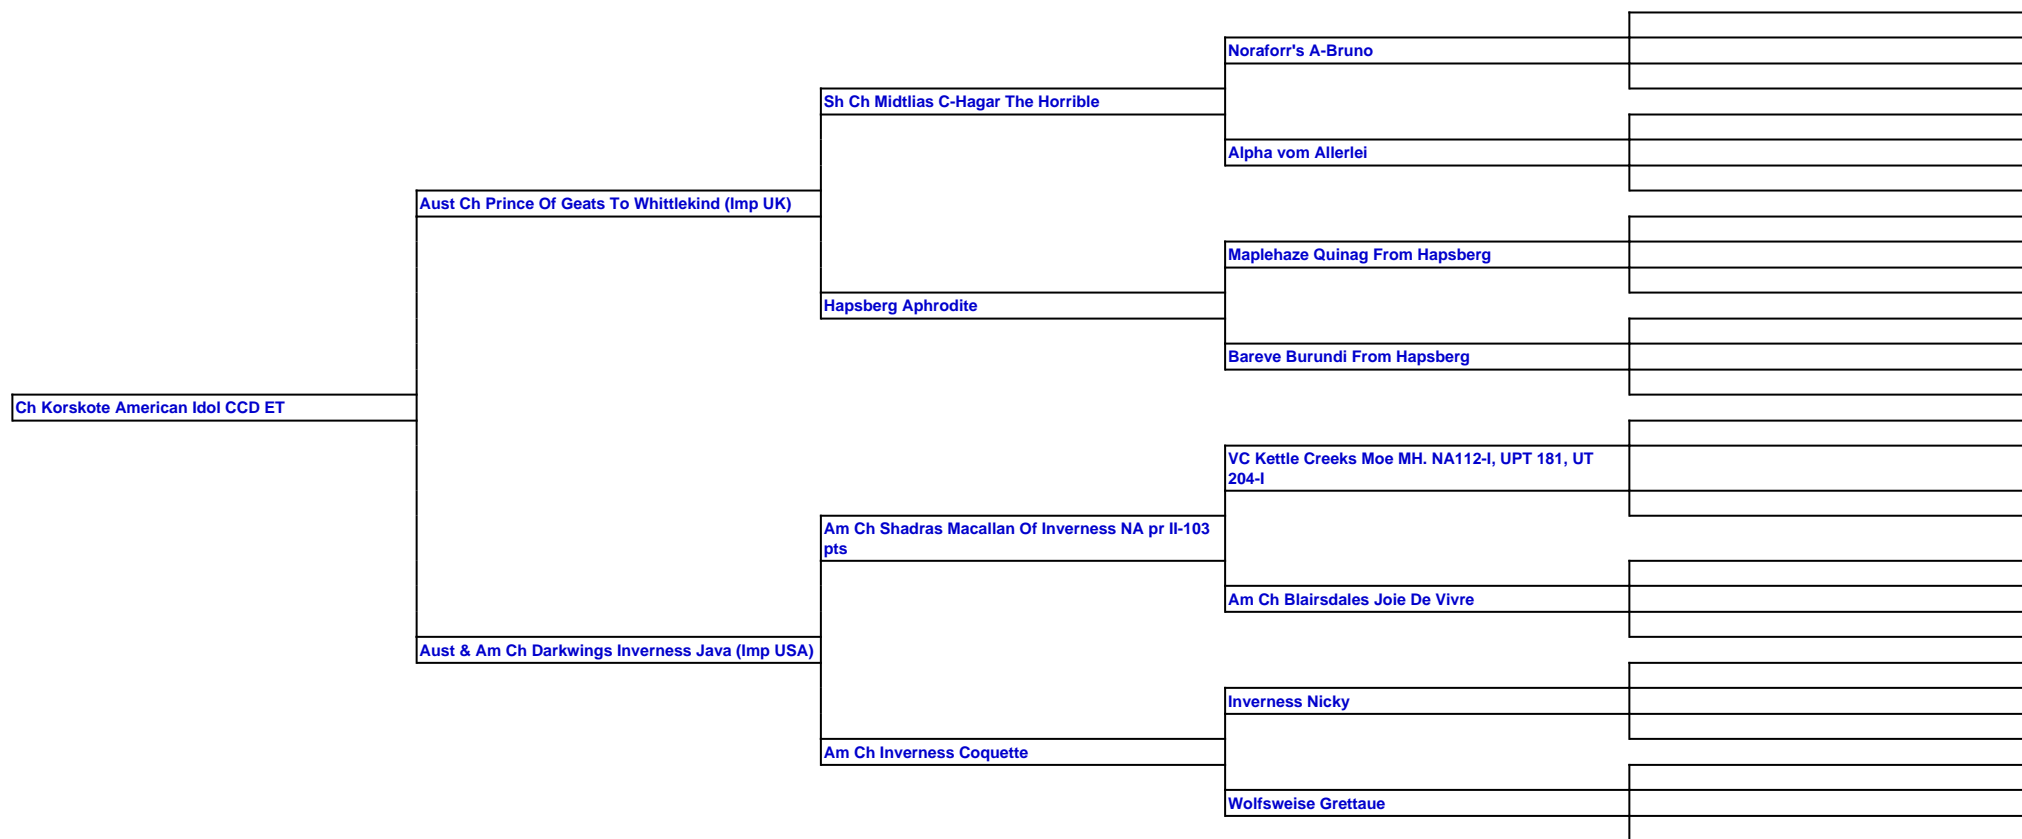 Noraforr's A-Bruno
Sh Ch Midtlias C-Hagar The Horrible
Alpha vom Allerlei
Aust Ch Prince Of Geats To Whittlekind (Imp UK)
Maplehaze Quinag From Hapsberg
Hapsberg Aphrodite
Bareve Burundi From Hapsberg
Ch Korskote American Idol CCD ET
VC Kettle Creeks Moe MH. NA112-I, UPT 181, UT
204-I
Am Ch Shadras Macallan Of Inverness NA pr II-103
pts
Am Ch Blairsdales Joie De Vivre
Aust & Am Ch Darkwings Inverness Java (Imp USA)
Inverness Nicky
Am Ch Inverness Coquette
Wolfsweise Grettaue